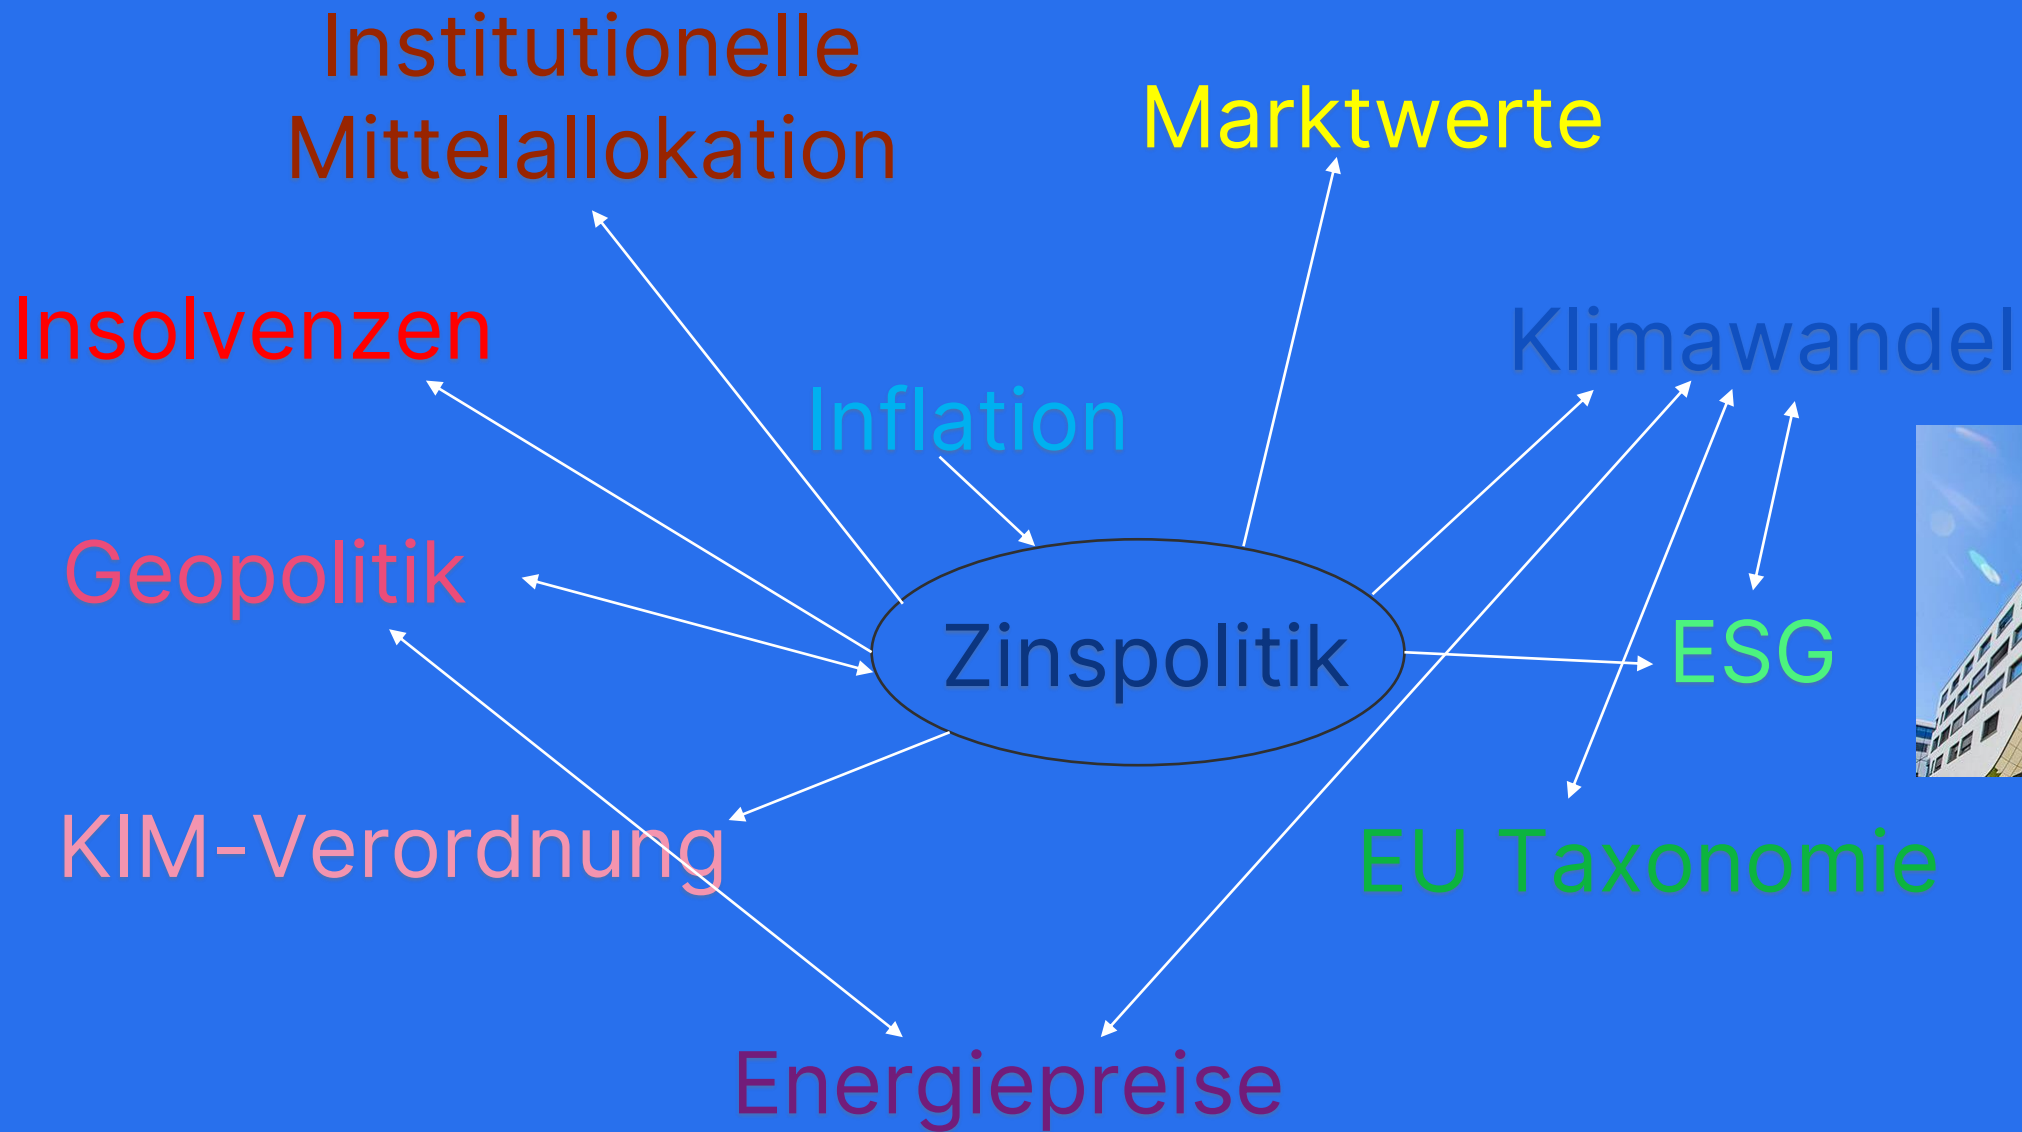 Institutionelle
Mittelallokation
Marktwerte
Insolvenzen
Klimawandel
Inflation
Geopolitik
Zinspolitik
ESG
KIM-Verordnung
EU Taxonomie
Energiepreise